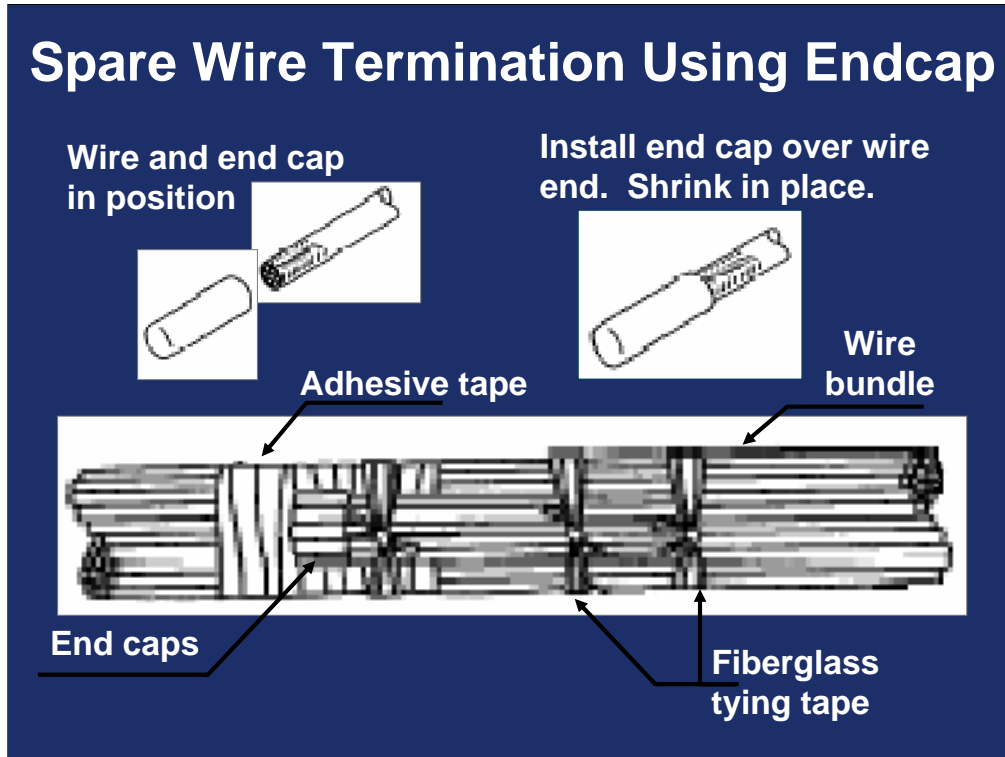 Spare Wire Termination Using Endcap
Wire and end cap
in position
Install end cap over wire
end.  Shrink in place.
Wire
bundle
Adhesive tape
End caps
Fiberglass
tying tape